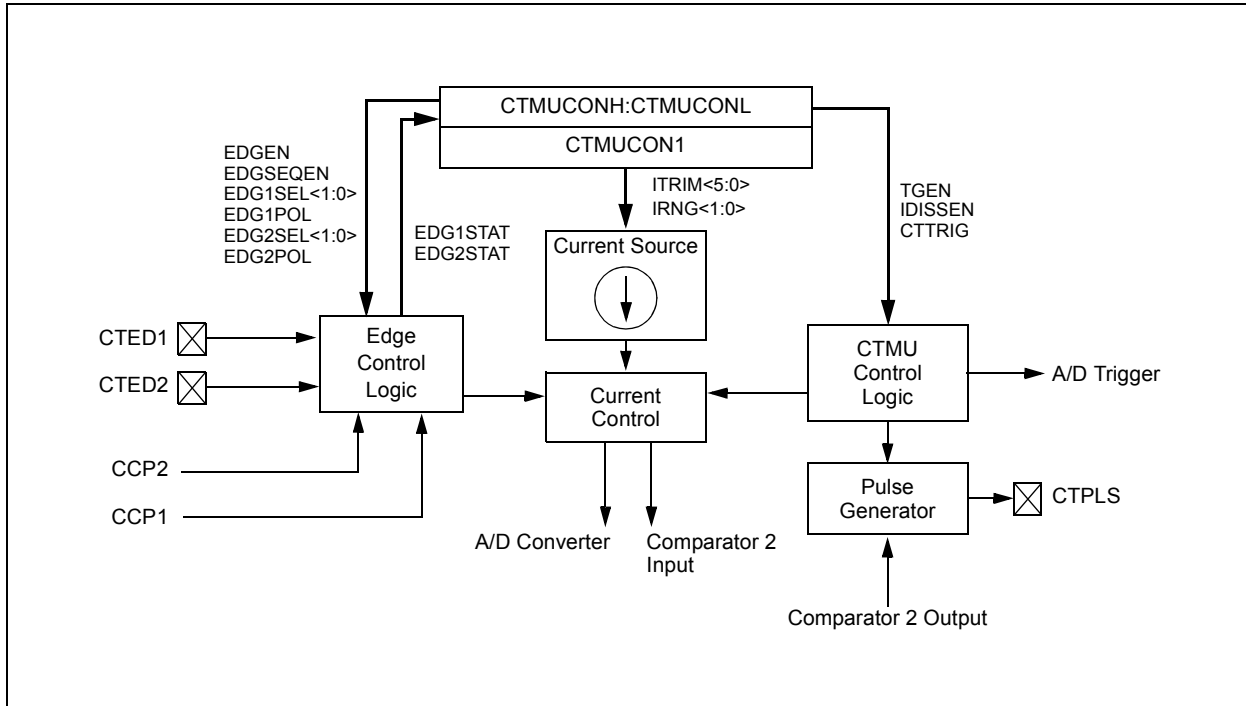 CTMUCONH:CTMUCONL
CTMUCON1
EDGEN
EDGSEQEN
EDG1SEL<1:0>
EDG1POL
EDG2SEL<1:0>
EDG2POL
EDG1STAT
EDG2STAT
ITRIM<5:0>
IRNG<1:0>
TGEN
IDISSEN
CTTRIG
Current Source
CTED1
CTED2
Edge
Control
Logic
Current
Control
CTMU
Control
Logic
A/D Trigger
CCP2
CCP1
Pulse
Generator
CTPLS
A/D Converter
Comparator 2
Input
Comparator 2 Output